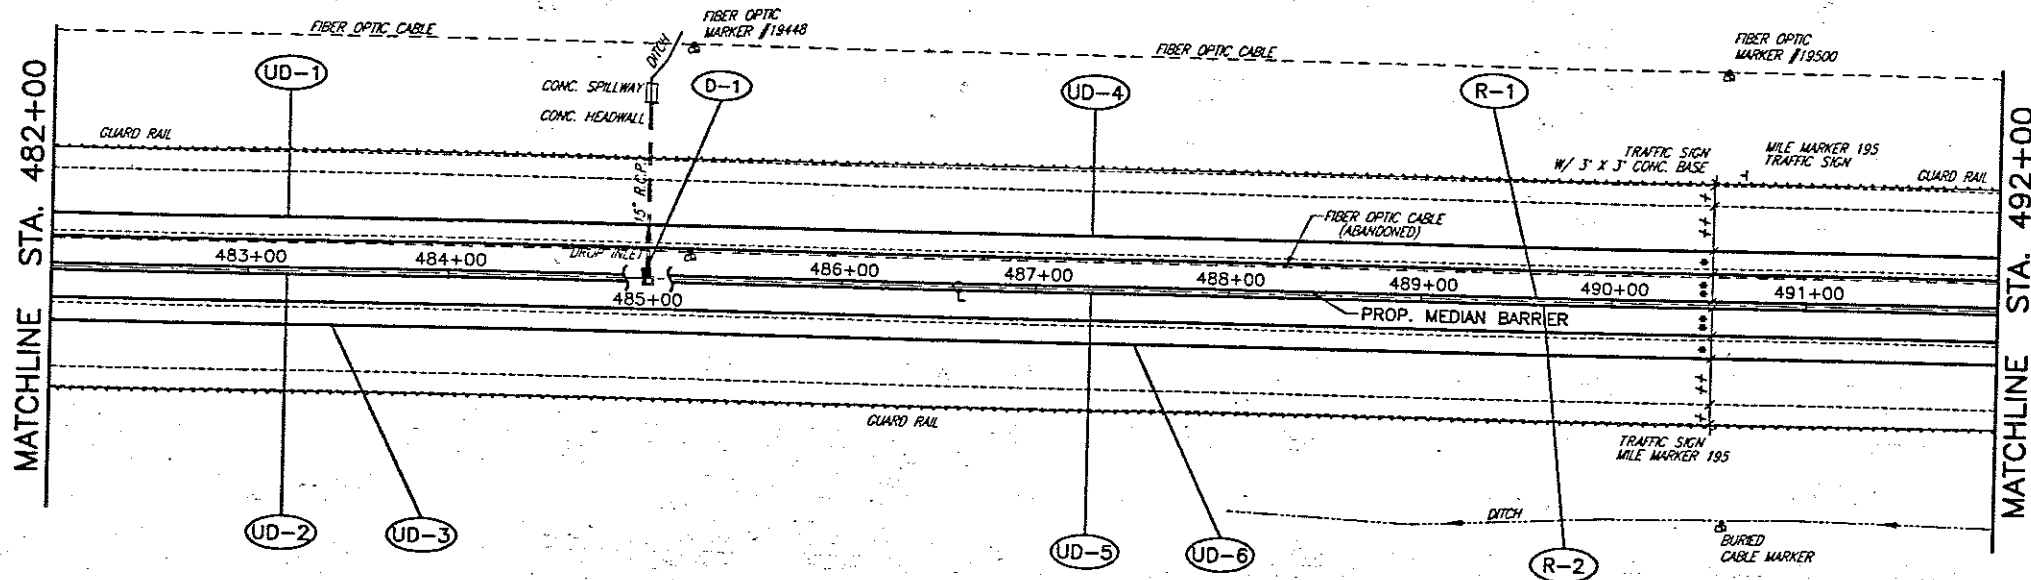 FIBER OPTIC CABLE
FIBER OPTIC
MARKER #19448
FIBER OPTIC CABLE
FIBER OPTIC
MARKER #19500
DITCH
UD-1
CONC. SPILLWAY
D-1
UD-4
R-1
CONC. HEADWALL
GUARD RAIL
TRAFFIC SIGN
W/ 3' X 3' CONC. BASE
MILE MARKER 195
TRAFFIC SIGN
GUARD RAIL
15" R.C.P.
FIBER OPTIC CABLE
(ABANDONED)
DROP INLET
483+00
484+00
485+00
486+00
487+00
488+00
489+00
490+00
491+00
PROP. MEDIAN BARRIER
GUARD RAIL
TRAFFIC SIGN
MILE MARKER 195
DITCH
BURIED
CABLE MARKER
UD-2
UD-3
UD-5
UD-6
R-2
MATCHLINE STA. 482+00
MATCHLINE STA. 492+00